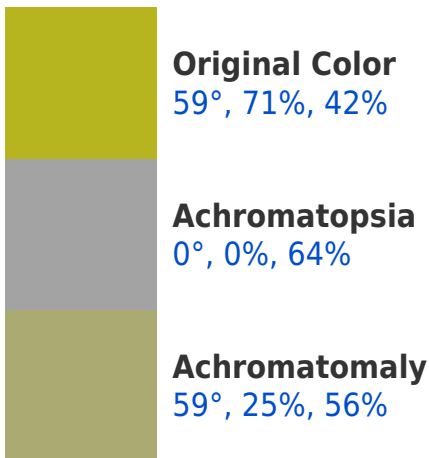 Original Color
59°, 71%, 42%
Achromatopsia
0°, 0%, 64%
Achromatomaly
59°, 25%, 56%